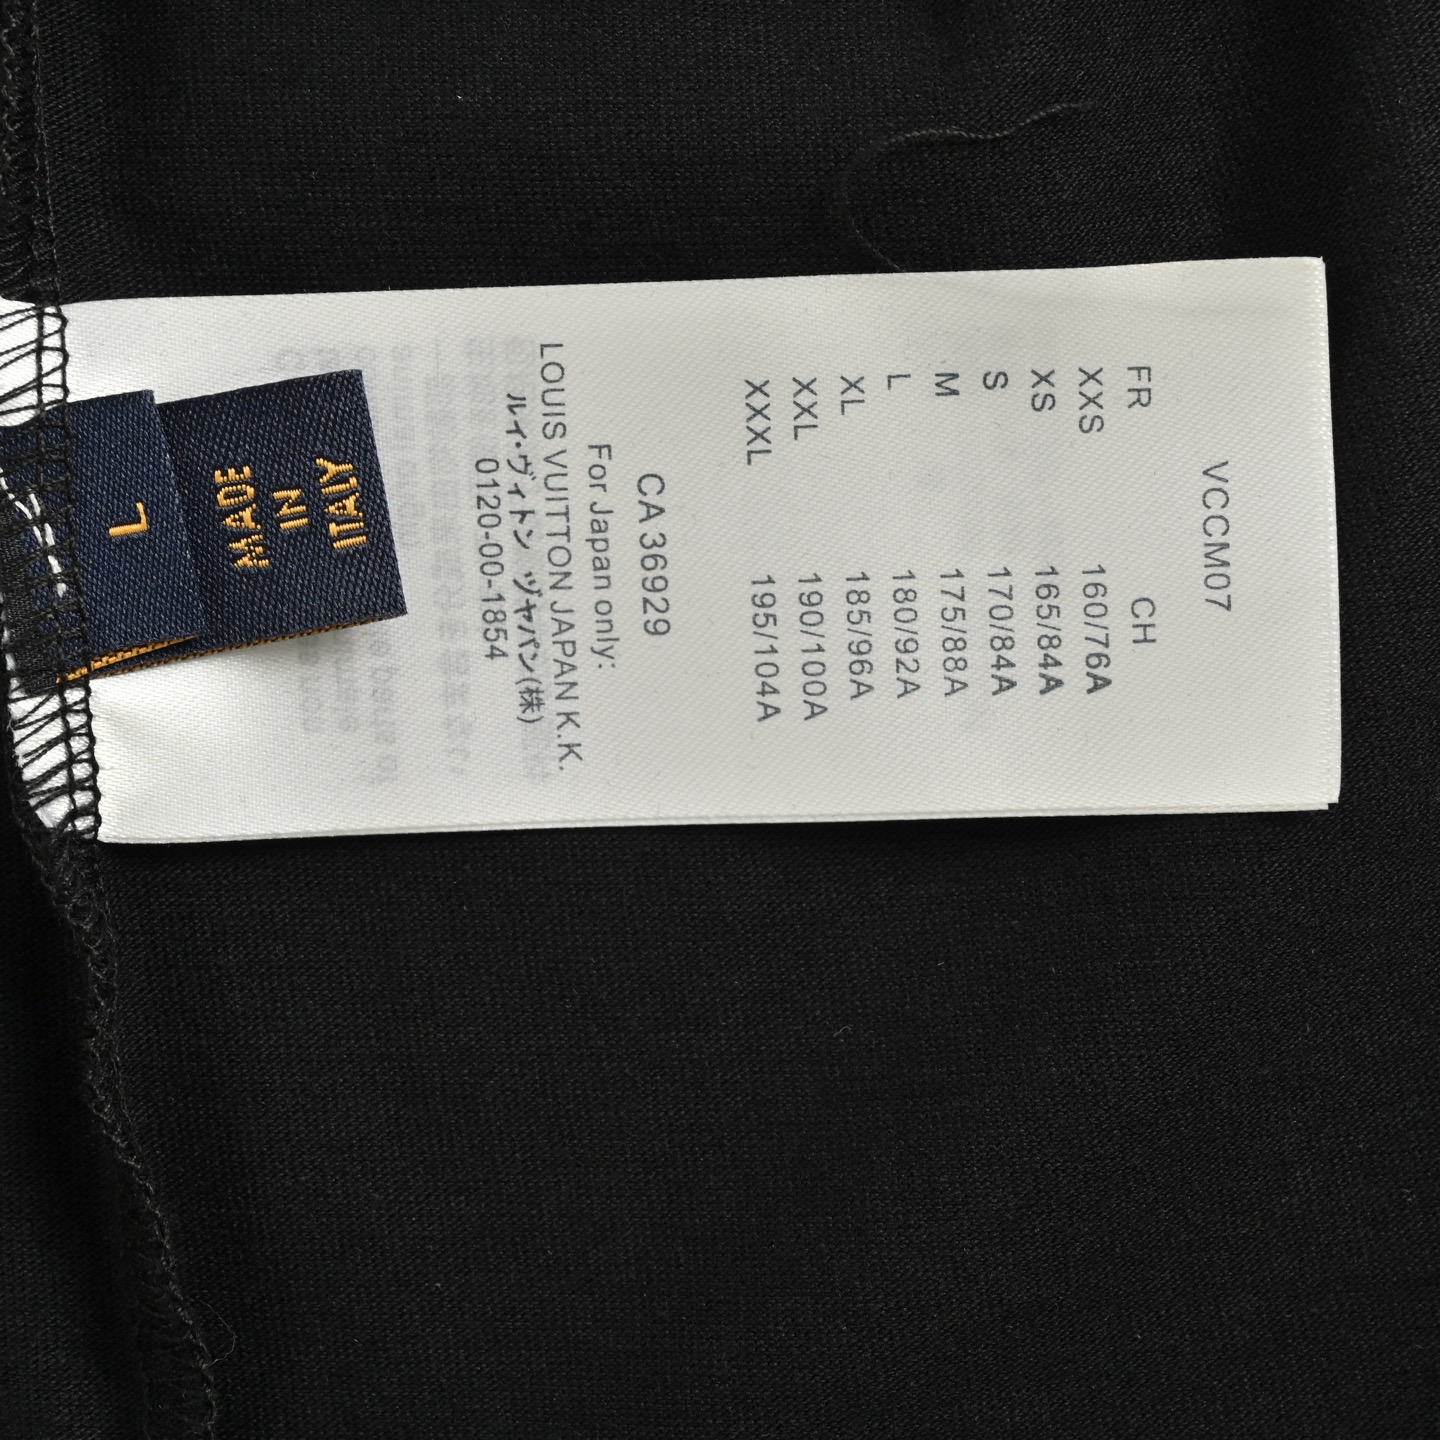 VCCM07
FR CH
XXS 160/76A
XS 165/84A
S 170/84A
M 175/88A
L 180/92A
XL 185/96A
XXL 190/100A
XXXL 195/104A
CA 36929
For Japan only:
LOUIS VUITTON JAPAN K.K.
ルイ・ヴィトン ジャパン(株)
0120-00-1854
L
MADE
IN
ITALY